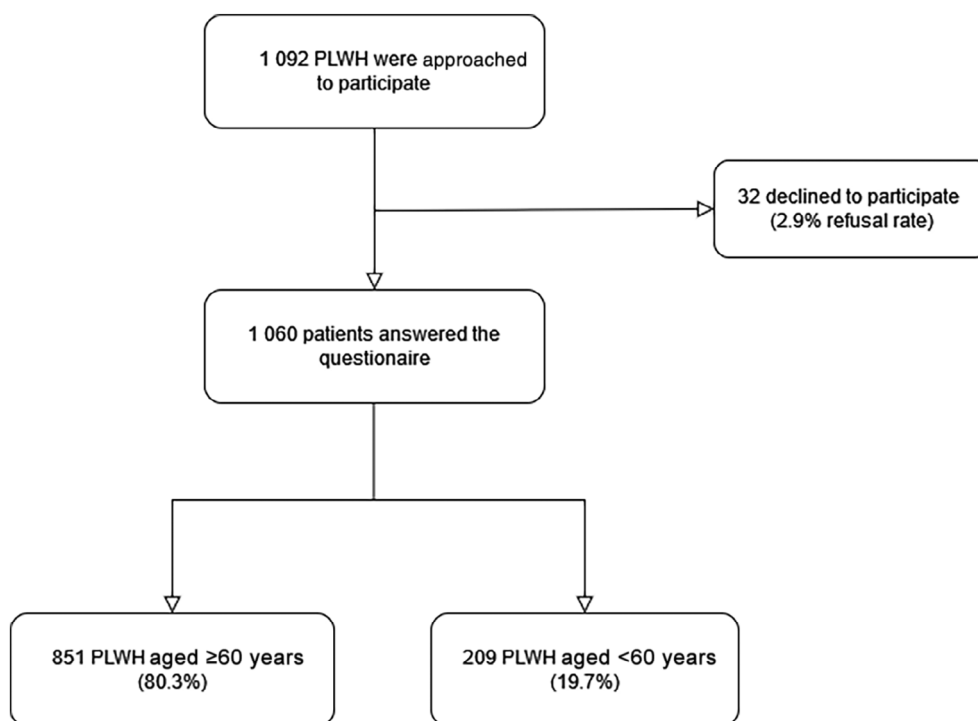 1 092 PLWH were approached
to participate
32 declined to participate
(2.9% refusal rate)
1 060 patients answered the
questionaire
851 PLWH aged ≥60 years
(80.3%)
209 PLWH aged <60 years
(19.7%)